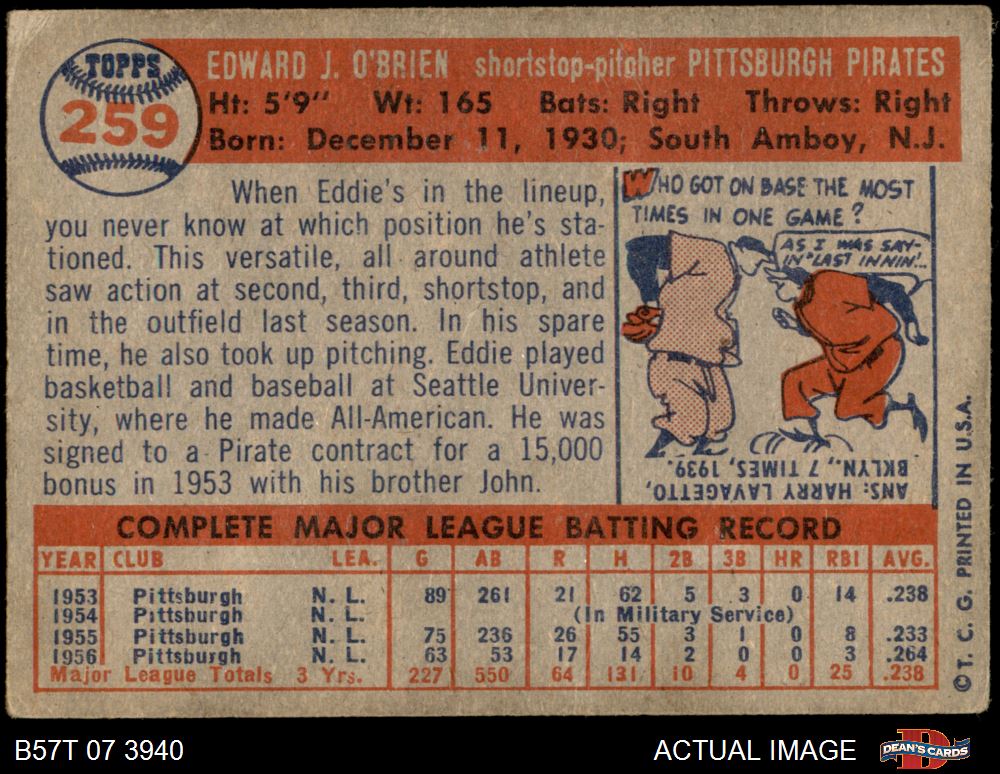 TOPPS
259
EDWARD J. O'BRIEN shortstop-pitcher PITTSBURGH PIRATES
Ht: 5'9" Wt: 165 Bats: Right Throws: Right
Born: December 11, 1930; South Amboy, N.J.
When Eddie's in the lineup,
you never know at which position he's sta-
tioned. This versatile, all around athlete
saw action at second, third, shortstop, and
in the outfield last season. In his spare
time, he also took up pitching. Eddie played
basketball and baseball at Seattle Univer-
sity, where he made All-American. He was
signed to a Pirate contract for a 15,000
bonus in 1953 with his brother John.
WHO GOT ON BASE THE MOST
TIMES IN ONE GAME?
AS I WAS SAY-
IN' LAST INNIN'...
ANS: HARRY LAVAGETTO,
BKLYN., 7 TIMES, 1939.
COMPLETE MAJOR LEAGUE BATTING RECORD
YEAR CLUB LEA. G AB R H 2B 3B HR RBI AVG.
1953 Pittsburgh N. L. 89 261 21 62 5 3 0 14 .238
1954 Pittsburgh N. L. (In Military Service)
1955 Pittsburgh N. L. 75 236 26 55 3 1 0 8 .233
1956 Pittsburgh N. L. 63 53 17 14 2 0 0 3 .264
Major League Totals 3 Yrs. 227 550 64 131 10 4 0 25 .238
©T. C. G. PRINTED IN U.S.A.
B57T 07 3940 ACTUAL IMAGE DEAN'S CARDS